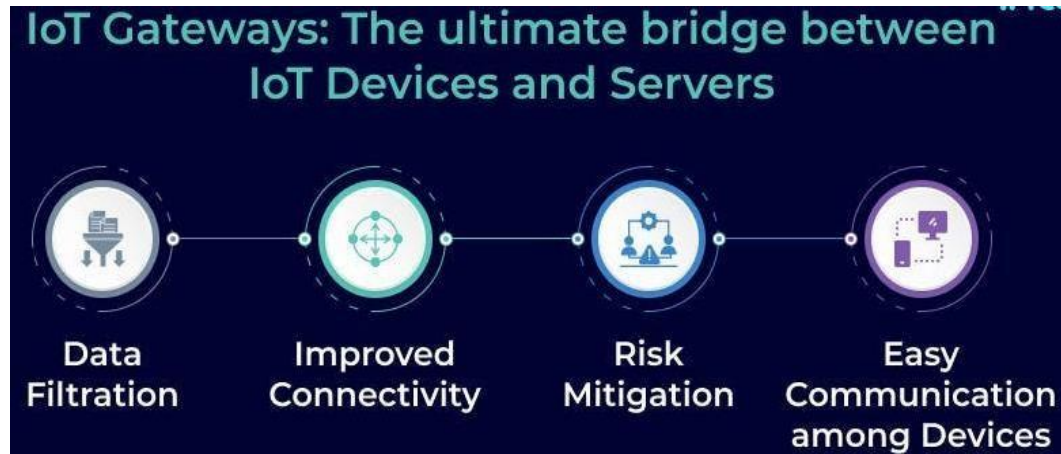 IoT Gateways: The ultimate bridge between
IoT Devices and Servers
Data
Filtration
Improved
Connectivity
Risk
Mitigation
Easy
Communication
among Devices